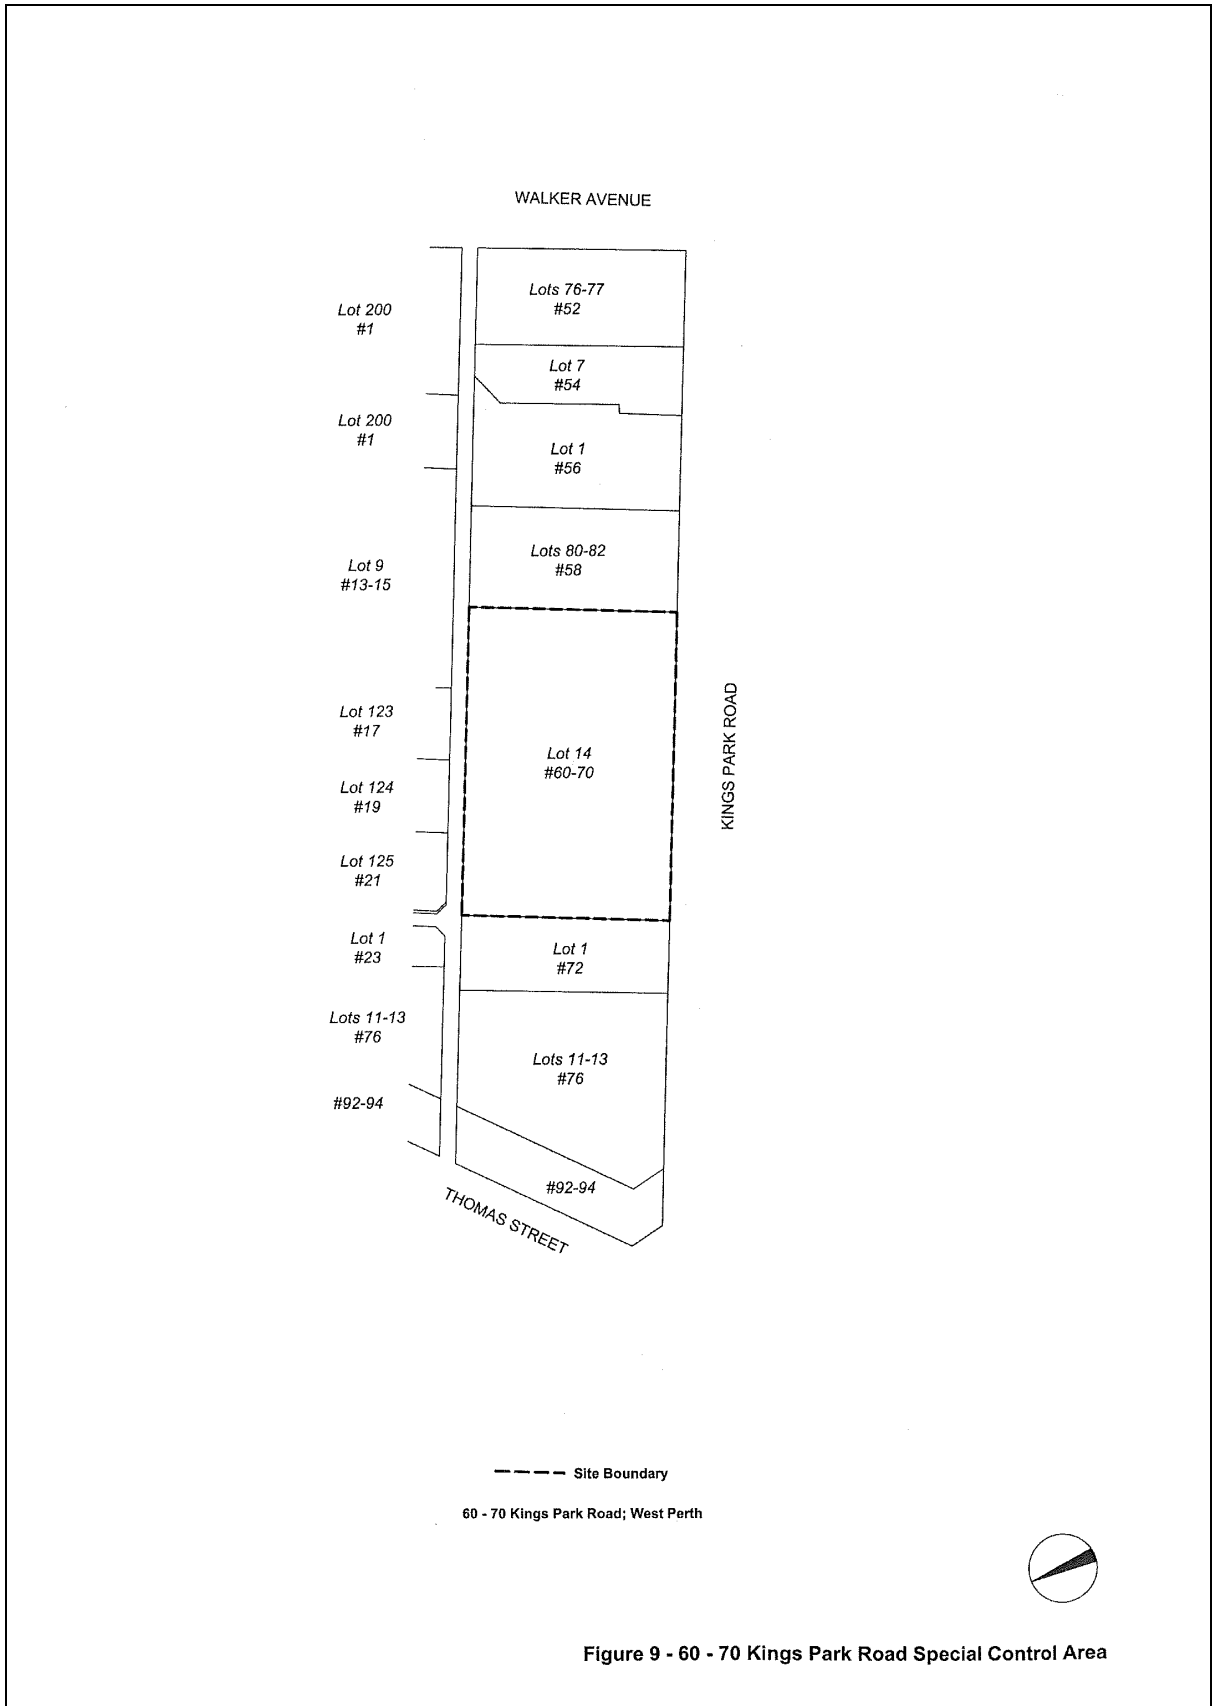 WALKER AVENUE
Lots 76-77
#52
Lot 200
#1
Lot 7
#54
Lot 200
#1
Lot 1
#56
Lots 80-82
#58
Lot 9
#13-15
KINGS PARK ROAD
Lot 123
#17
Lot 14
#60-70
Lot 124
#19
Lot 125
#21
Lot 1
#23
Lot 1
#72
Lots 11-13
#76
Lots 11-13
#76
#92-94
#92-94
THOMAS STREET
Site Boundary
60 - 70 Kings Park Road; West Perth
Figure 9 - 60 - 70 Kings Park Road Special Control Area